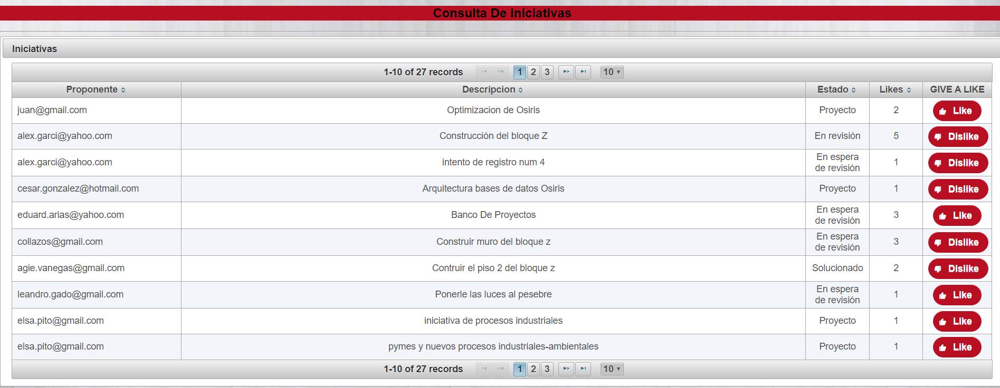 Consulta De iniciativas
Iniciativas
1-10 of 27 records 1 2 3 10
Proponente Descripcion Estado Likes GIVE A LIKE
juan@gmail.com Optimizacion de Osiris Proyecto 2 Like
alex.garci@yahoo.com Construcción del bloque Z En revisión 5 Dislike
alex.garci@yahoo.com intento de registro num 4 En espera de revisión 1 Dislike
cesar.gonzalez@hotmail.com Arquitectura bases de datos Osiris Proyecto 1 Dislike
eduard.arias@yahoo.com Banco De Proyectos En espera de revisión 3 Like
collazos@gmail.com Construir muro del bloque z En espera de revisión 3 Dislike
agie.vanegas@gmail.com Contruir el piso 2 del bloque z Solucionado 2 Dislike
leandro.gado@gmail.com Ponerle las luces al pesebre En espera de revisión 1 Like
elsa.pito@gmail.com iniciativa de procesos industriales Proyecto 1 Like
elsa.pito@gmail.com pymes y nuevos procesos industriales-ambientales Proyecto 1 Like
1-10 of 27 records 1 2 3 10